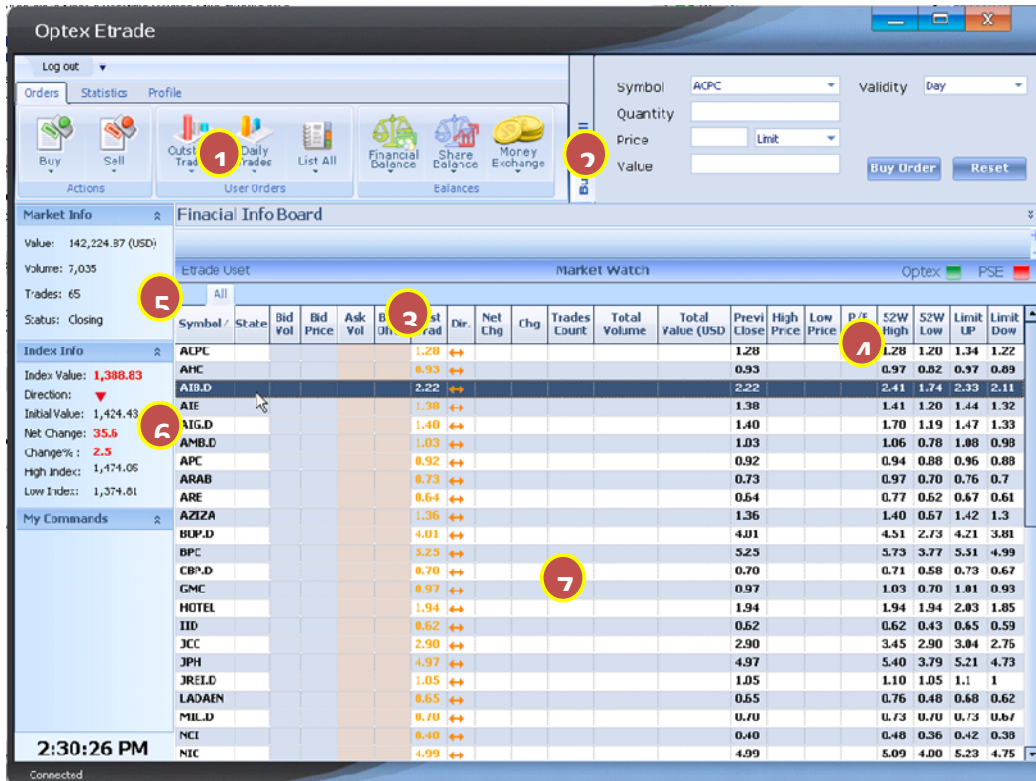 Optex Etrade
Log out
Orders Statistics Profile
Buy Sell Trades Trades List All Financial Balance Share Balance Money Exchange
Actions User Orders Balances
1
2
Symbol ACPC Validity Day
Quantity
Price Limit
Value Buy Order Reset
Market Info
Value: 142,224.87 (USD)
Volume: 7,035
Trades: 65
Status: Closing
Index Info
Index Value: 1,388.83
Direction:
Initial Value: 1,424.43
Net Change: 35.6
Change% : 2.5
High Index:
Low Index: 1,374.81
My Commands
2:30:26 PM
Connected
Finacial Info Board
Etrade Uset Market Watch Optex PSE
5
All
3
4
6
7
Symbol State Bid Vol Bid Price Ask Vol Dir. Net Chg Chg Trades Count Total Volume Total Value (USD Previ Close High Price Low Price 52W High 52W Low Limit UP Limit Dow
ACPC 1.28 1.28 1.28 1.20 1.34 1.22
AHC 0.93 0.93 0.97 0.82 0.97 0.89
AIB.D 2.22 2.22 2.41 1.74 2.33 2.11
AIE 1.38 1.38 1.41 1.20 1.44 1.32
AIG.D 1.40 1.40 1.70 1.19 1.47 1.33
AMB.D 1.03 1.03 1.06 0.78 1.08 0.98
APC 0.92 0.92 0.94 0.88 0.96 0.88
ARAB 0.73 0.73 0.97 0.70 0.76 0.7
ARE 0.64 0.64 0.77 0.62 0.67 0.61
AZIZA 1.36 1.36 1.40 0.67 1.42 1.3
BOP.D 4.01 4.01 4.51 2.73 4.21 3.81
BPC 5.25 5.25 5.73 3.77 5.51 4.99
CBP.D 0.70 0.70 0.71 0.58 0.73 0.67
GMC 0.97 0.97 1.03 0.70 1.01 0.93
HOTEL 1.94 1.94 1.94 1.94 2.03 1.85
IID 0.62 0.62 0.62 0.43 0.65 0.59
JCC 2.90 2.90 3.45 2.90 3.04 2.76
JPH 4.97 4.97 5.40 3.79 5.21 4.73
JREI.D 1.05 1.05 1.10 1.05 1.1 1
LADAEN 0.65 0.65 0.76 0.48 0.68 0.62
MIC.D 0.70 0.70 0.73 0.70 0.73 0.67
NCI 0.40 0.40 0.48 0.36 0.42 0.38
NIC 4.99 4.99 5.09 4.00 5.23 4.75